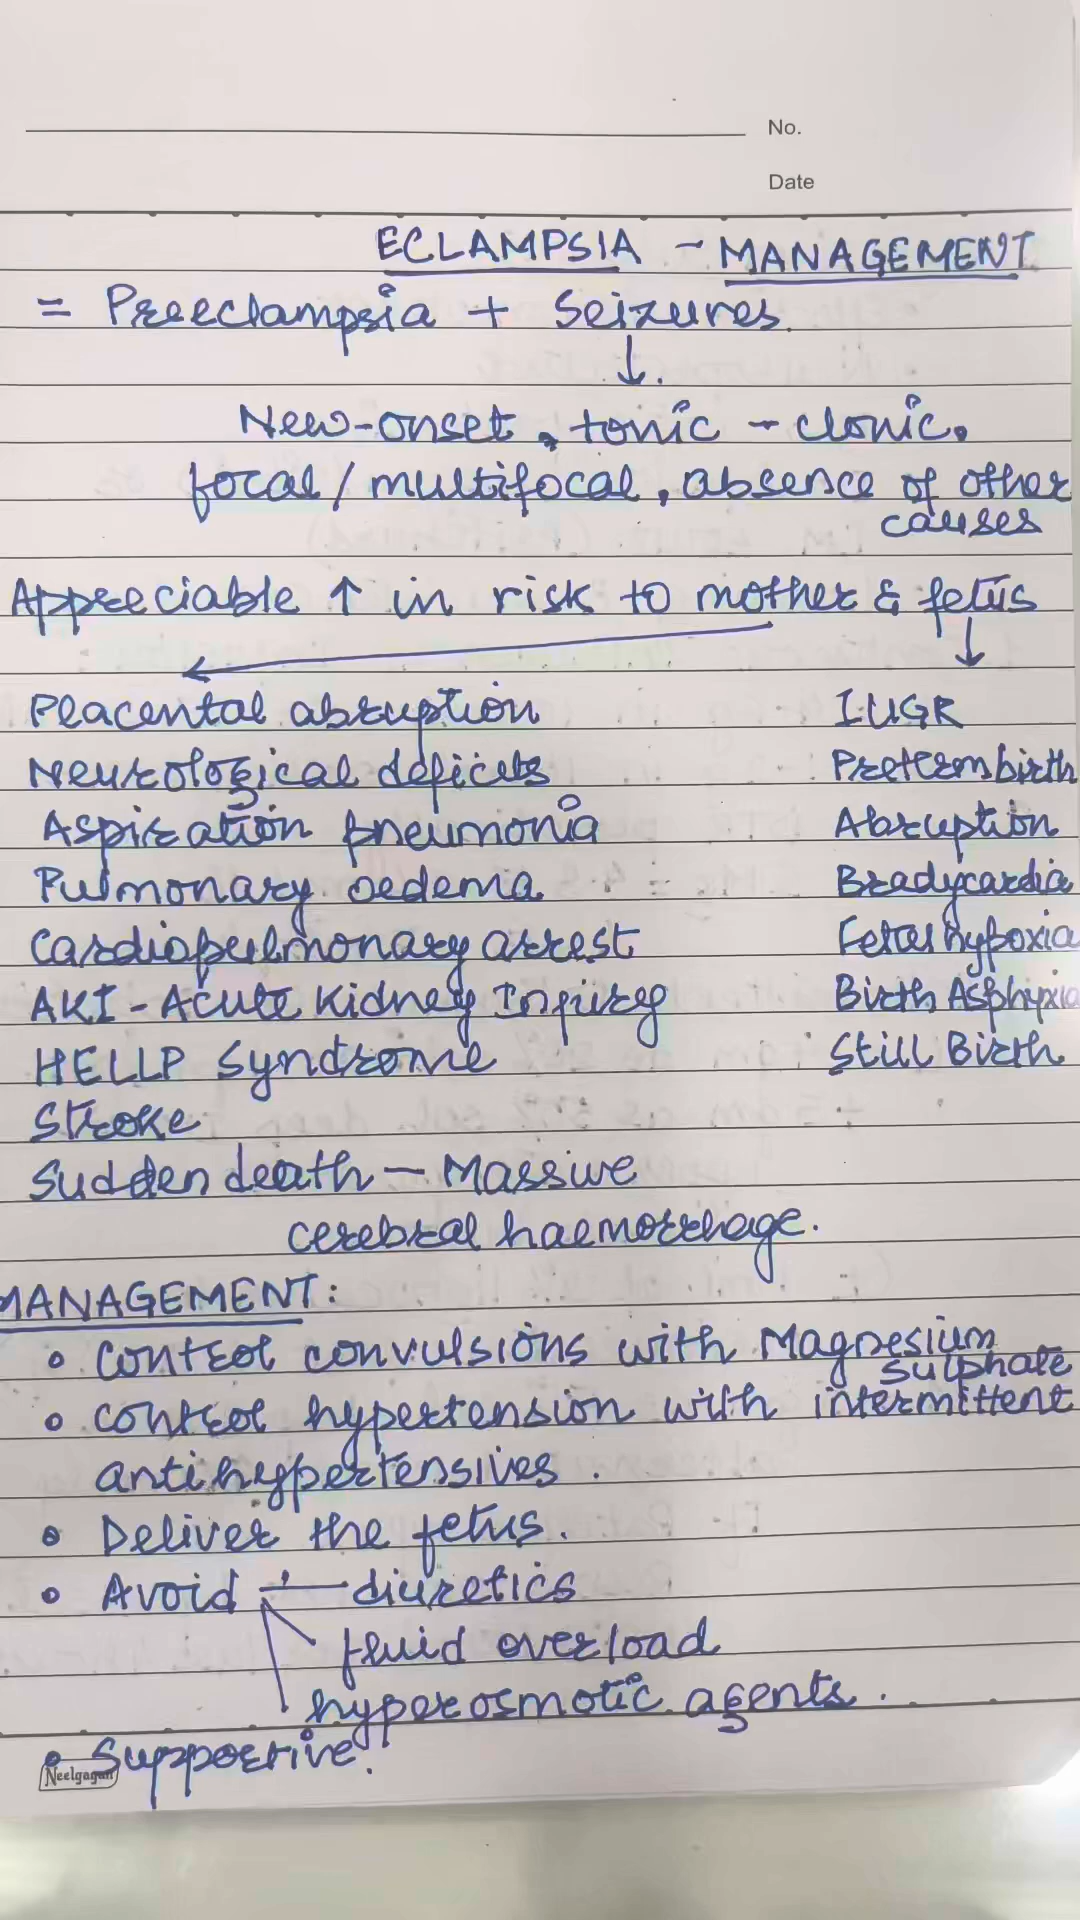 No.
Date
ECLAMPSIA - MANAGEMENT
= Preeclampsia + Seizures.
↓.
New-onset, tonic - clonic,
focal / multifocal, absence of other
causes
Appreciable ↑ in risk to mother & fetus
Placental abruption IUGR
Neurological deficits Preterm birth
Aspiration pneumonia Abruption
Pulmonary oedema Bradycardia
Cardiopulmonary arrest Fetal hypoxia
AKI - Acute Kidney Injury Birth Asphyxia
HELLP Syndrome Still Birth
Stroke
Sudden death - Massive
cerebral haemorrhage.
MANAGEMENT:
• Control convulsions with Magnesium
sulphate
• Control hypertension with intermittent
antihypertensives.
• Deliver the fetus.
• Avoid — diuretics
fluid overload
hyperosmotic agents.
• Supportive.
Neelgagan